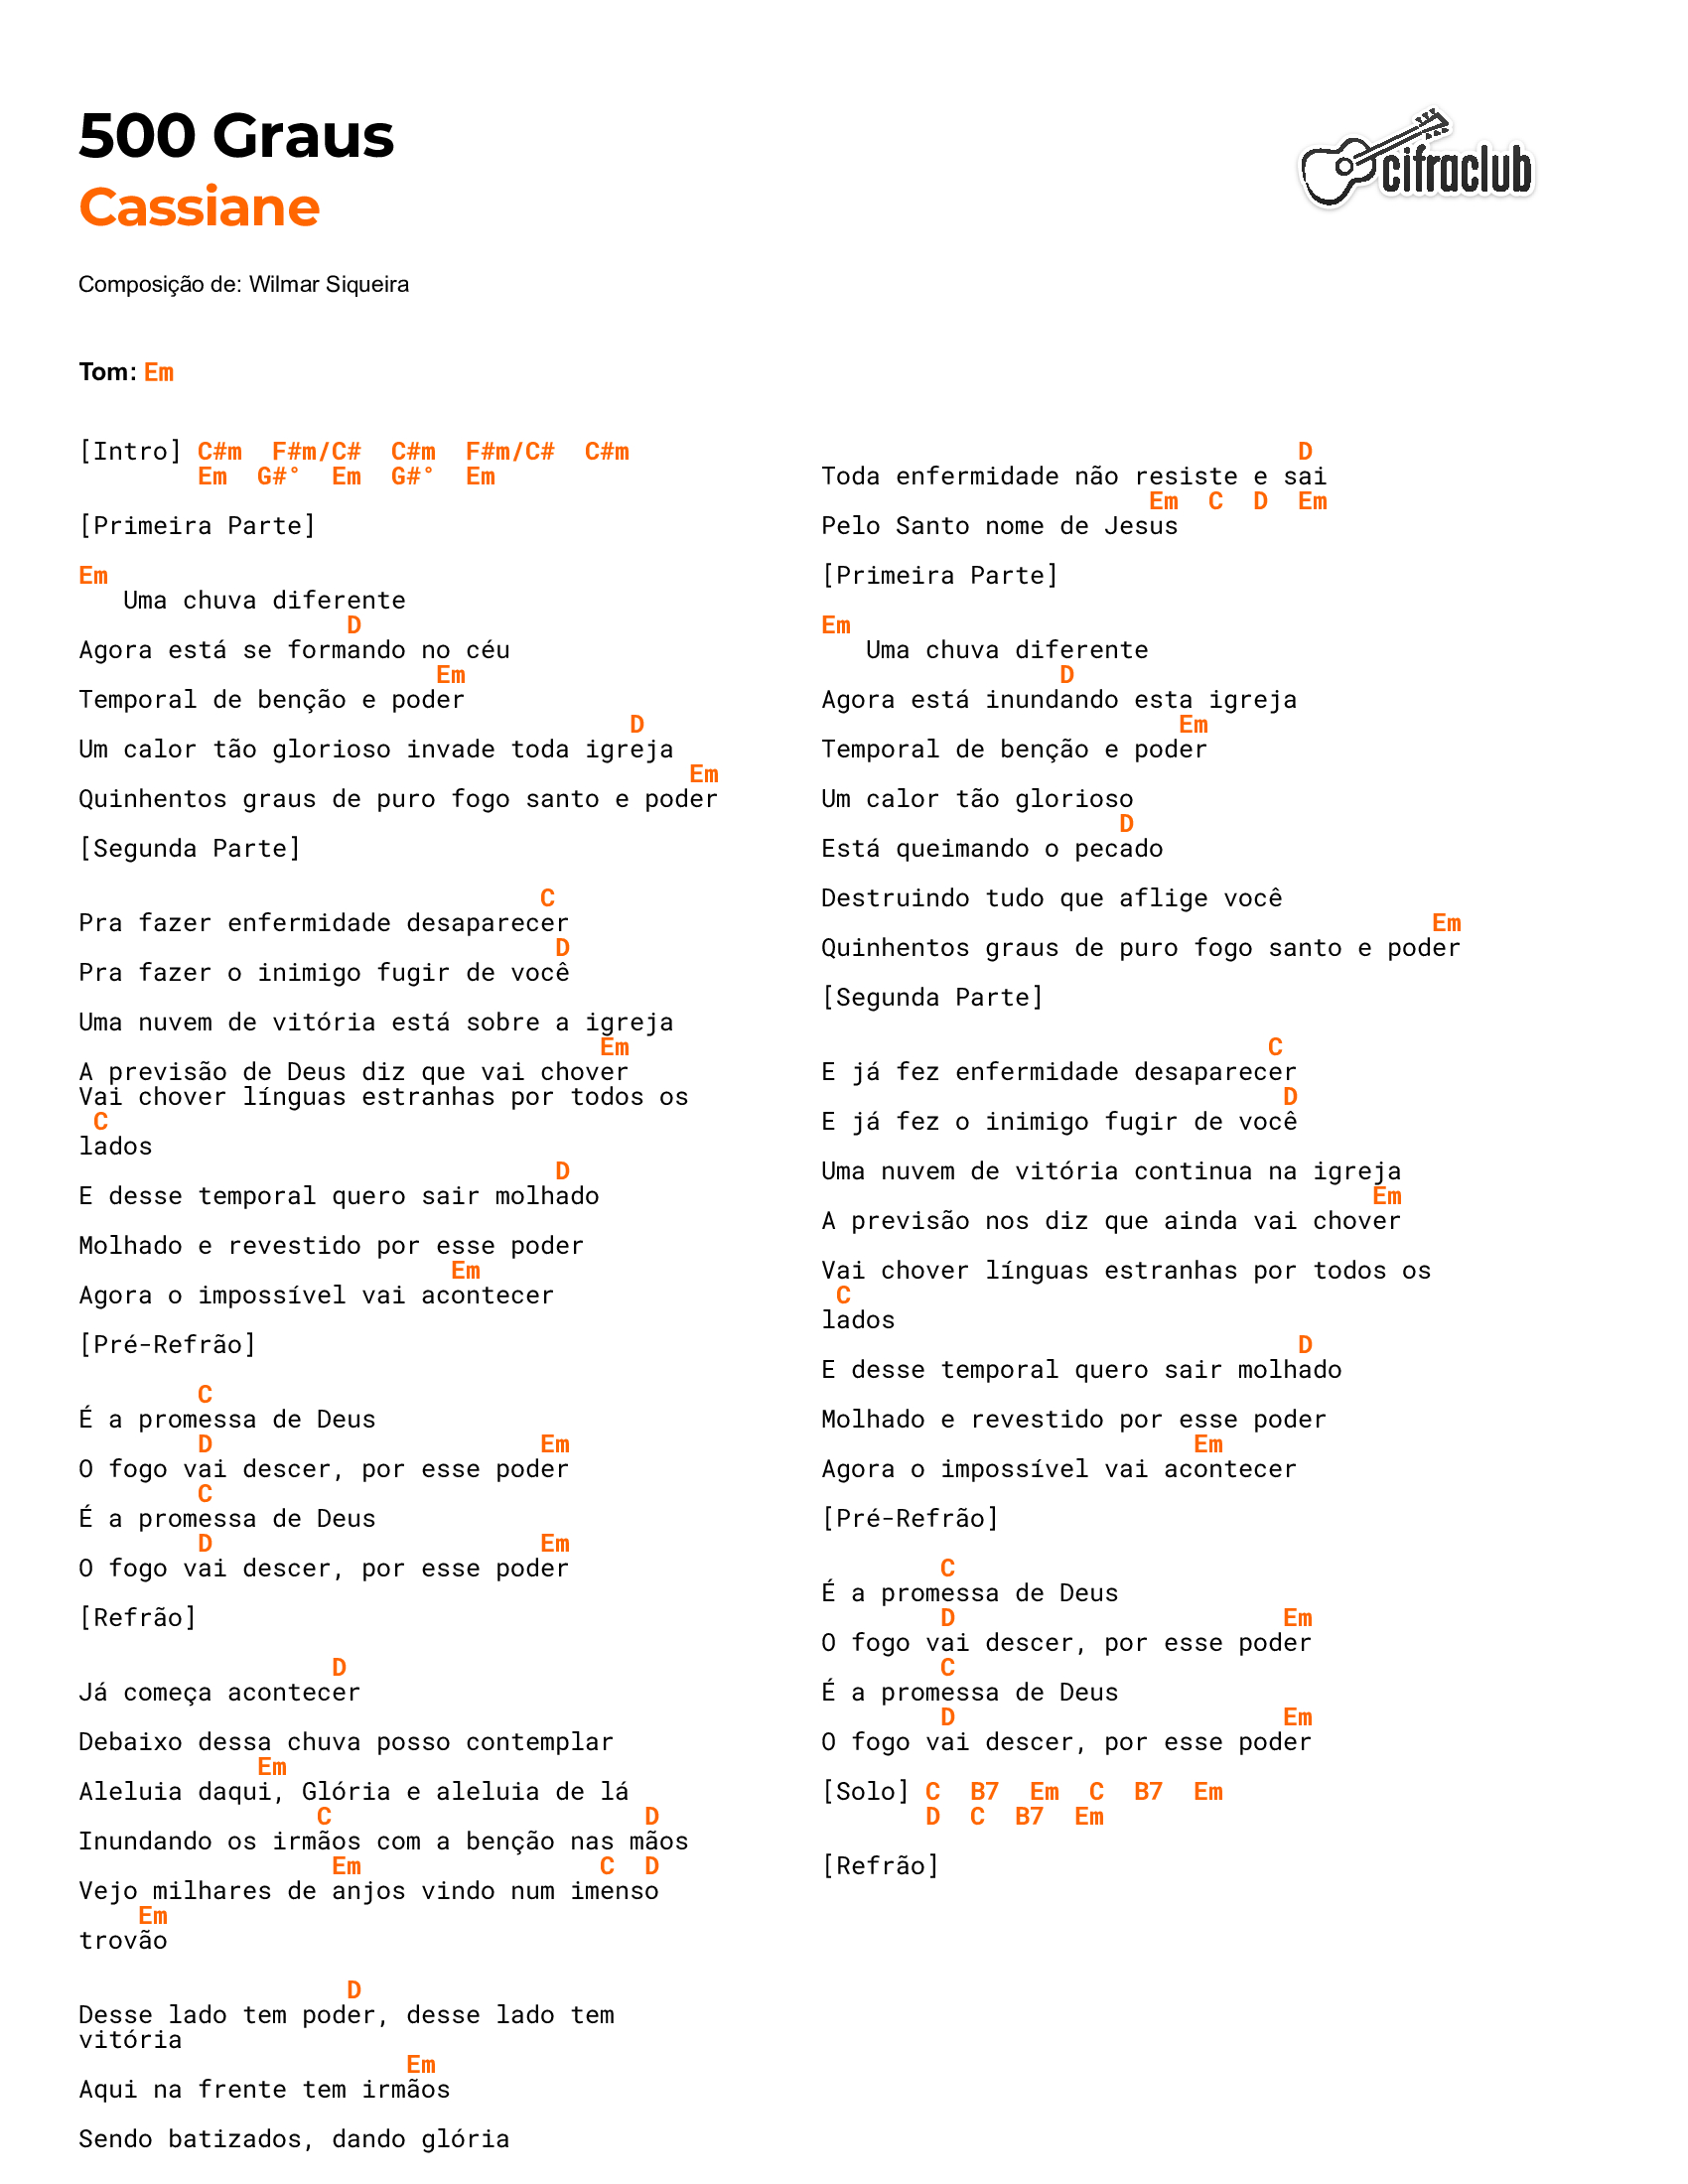 500 Graus
Cassiane
cifraclub
Composição de: Wilmar Siqueira
Tom: Em
[Intro] C#m  F#m/C#  C#m  F#m/C#  C#m
        Em  G#°  Em  G#°  Em
[Primeira Parte]
Em
   Uma chuva diferente
                  D
Agora está se formando no céu
                        Em
Temporal de benção e poder
                                     D
Um calor tão glorioso invade toda igreja
                                         Em
Quinhentos graus de puro fogo santo e poder
[Segunda Parte]
                               C
Pra fazer enfermidade desaparecer
                                D
Pra fazer o inimigo fugir de você
Uma nuvem de vitória está sobre a igreja
                                   Em
A previsão de Deus diz que vai chover
Vai chover línguas estranhas por todos os
 C
lados
                                D
E desse temporal quero sair molhado
Molhado e revestido por esse poder
                         Em
Agora o impossível vai acontecer
[Pré-Refrão]
        C
É a promessa de Deus
        D                      Em
O fogo vai descer, por esse poder
        C
É a promessa de Deus
        D                      Em
O fogo vai descer, por esse poder
[Refrão]
                 D
Já começa acontecer
Debaixo dessa chuva posso contemplar
            Em
Aleluia daqui, Glória e aleluia de lá
                C                     D
Inundando os irmãos com a benção nas mãos
                 Em                C  D
Vejo milhares de anjos vindo num imenso
    Em
trovão
                  D
Desse lado tem poder, desse lado tem
vitória
                      Em
Aqui na frente tem irmãos
Sendo batizados, dando glória
                                D
Toda enfermidade não resiste e sai
                      Em  C  D  Em
Pelo Santo nome de Jesus
[Primeira Parte]
Em
   Uma chuva diferente
                D
Agora está inundando esta igreja
                        Em
Temporal de benção e poder
Um calor tão glorioso
                    D
Está queimando o pecado
Destruindo tudo que aflige você
                                         Em
Quinhentos graus de puro fogo santo e poder
[Segunda Parte]
                              C
E já fez enfermidade desaparecer
                               D
E já fez o inimigo fugir de você
Uma nuvem de vitória continua na igreja
                                     Em
A previsão nos diz que ainda vai chover
Vai chover línguas estranhas por todos os
 C
lados
                                D
E desse temporal quero sair molhado
Molhado e revestido por esse poder
                         Em
Agora o impossível vai acontecer
[Pré-Refrão]
        C
É a promessa de Deus
        D                      Em
O fogo vai descer, por esse poder
        C
É a promessa de Deus
        D                      Em
O fogo vai descer, por esse poder
[Solo] C  B7  Em  C  B7  Em
       D  C  B7  Em
[Refrão]